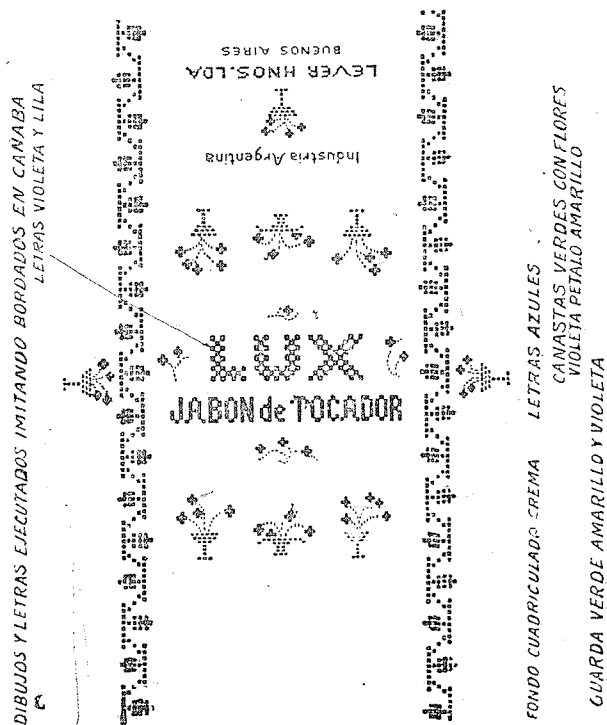 DIBUJOS Y LETRAS EJECUTADOS IMITANDO BORDADOS EN CAÑABA
LETRAS VIOLETA Y LILA
LEVER HNOS.LDA
BUENOS AIRES
Industria Argentina
LUX
JABON de TOCADOR
FONDO CUADRICULADO CREMA
LETRAS AZULES
CANASTAS VERDES CON FLORES
VIOLETA PETALO AMARILLO
GUARDA VERDE AMARILLO Y VIOLETA